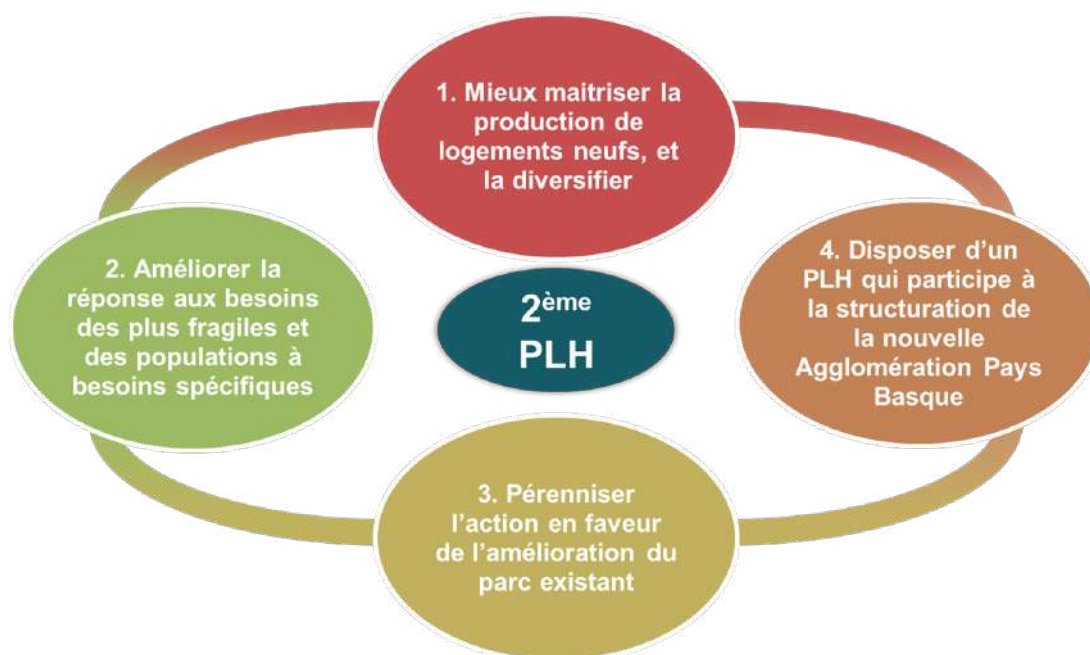 1. Mieux maitriser la
production de
logements neufs, et
la diversifier
2. Améliorer la
réponse aux besoins
des plus fragiles et
des populations à
besoins spécifiques
2ème
PLH
4. Disposer d’un
PLH qui participe à
la structuration de
la nouvelle
Agglomération Pays
Basque
3. Pérenniser
l’action en faveur
de l’amélioration du
parc existant